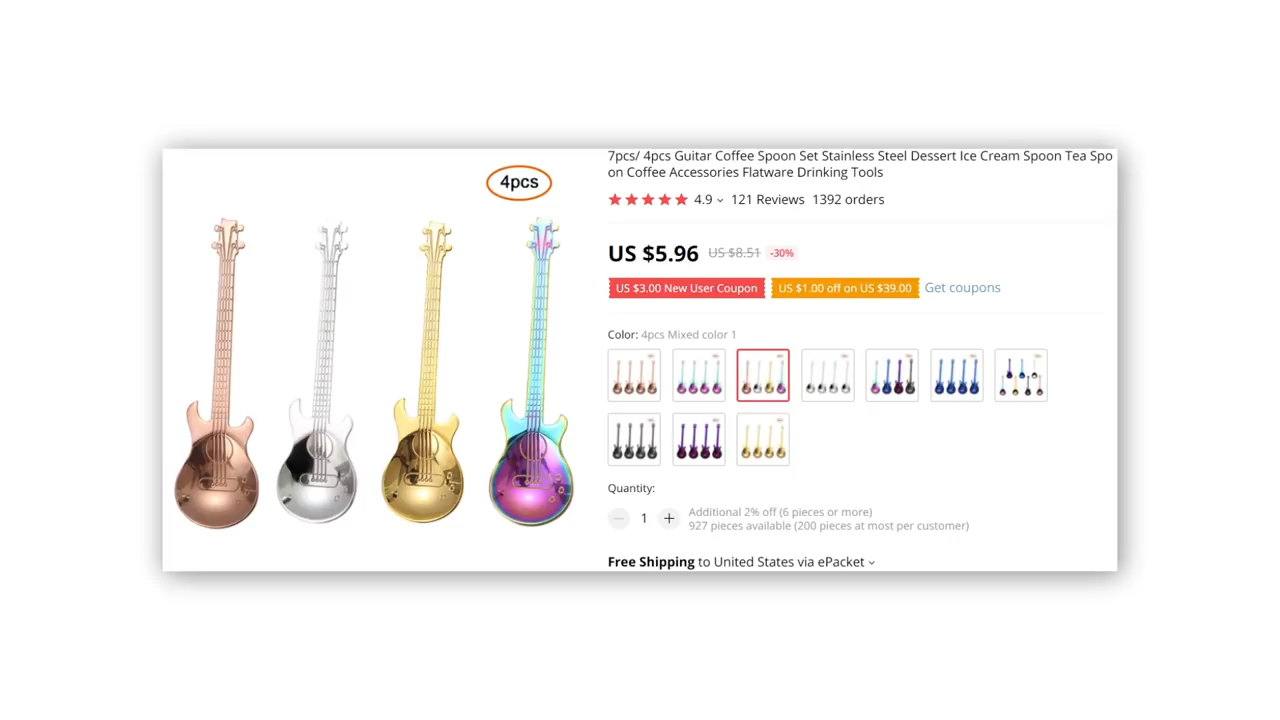 4pcs
7pcs/ 4pcs Guitar Coffee Spoon Set Stainless Steel Dessert Ice Cream Spoon Tea Spo
on Coffee Accessories Flatware Drinking Tools
4.9 121 Reviews 1392 orders
US $5.96 US $8.51 -30%
US $3.00 New User Coupon US $1.00 off on US $39.00 Get coupons
Color: 4pcs Mixed color 1
Quantity:
1 Additional 2% off (6 pieces or more)
927 pieces available (200 pieces at most per customer)
Free Shipping to United States via ePacket